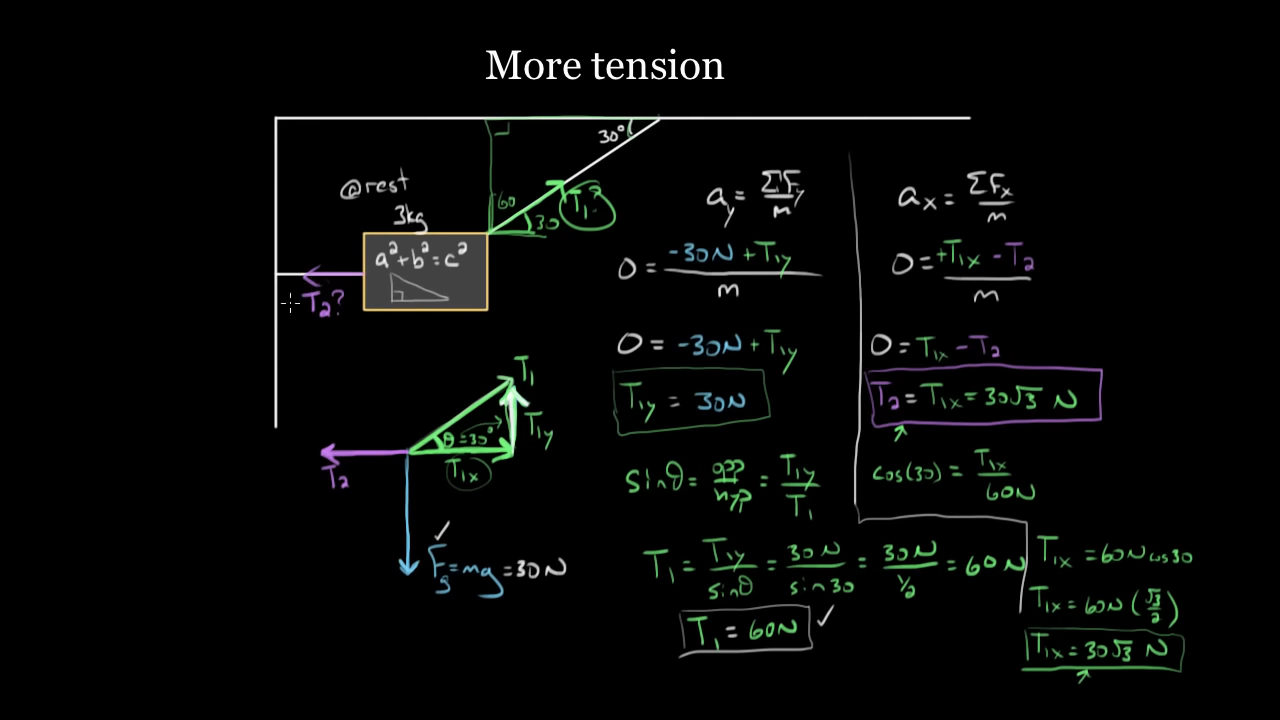 More tension
30°
@rest
60
T₁?
30
3kg
a²+b²=c²
T₂?
T₁
θ=30°
T₁y
T₁x
T₂
Fg=mg=30N
ay = ΣFy/m
0 = -30N +T₁y/m
0 = -30N + T₁y
T₁y = 30N
sinθ = opp/hyp = T₁y/T₁
T₁ = T₁y/sinθ = 30N/sin30 = 30N/½ = 60N
T₁ = 60N ✓
ax = ΣFx/m
0 = +T₁x -T₂/m
0 = T₁x - T₂
T₂ = T₁x = 30√3 N
cos(30) = T₁x/60N
T₁x = 60N cos30
T₁x = 60N (√3/2)
T₁x = 30√3 N